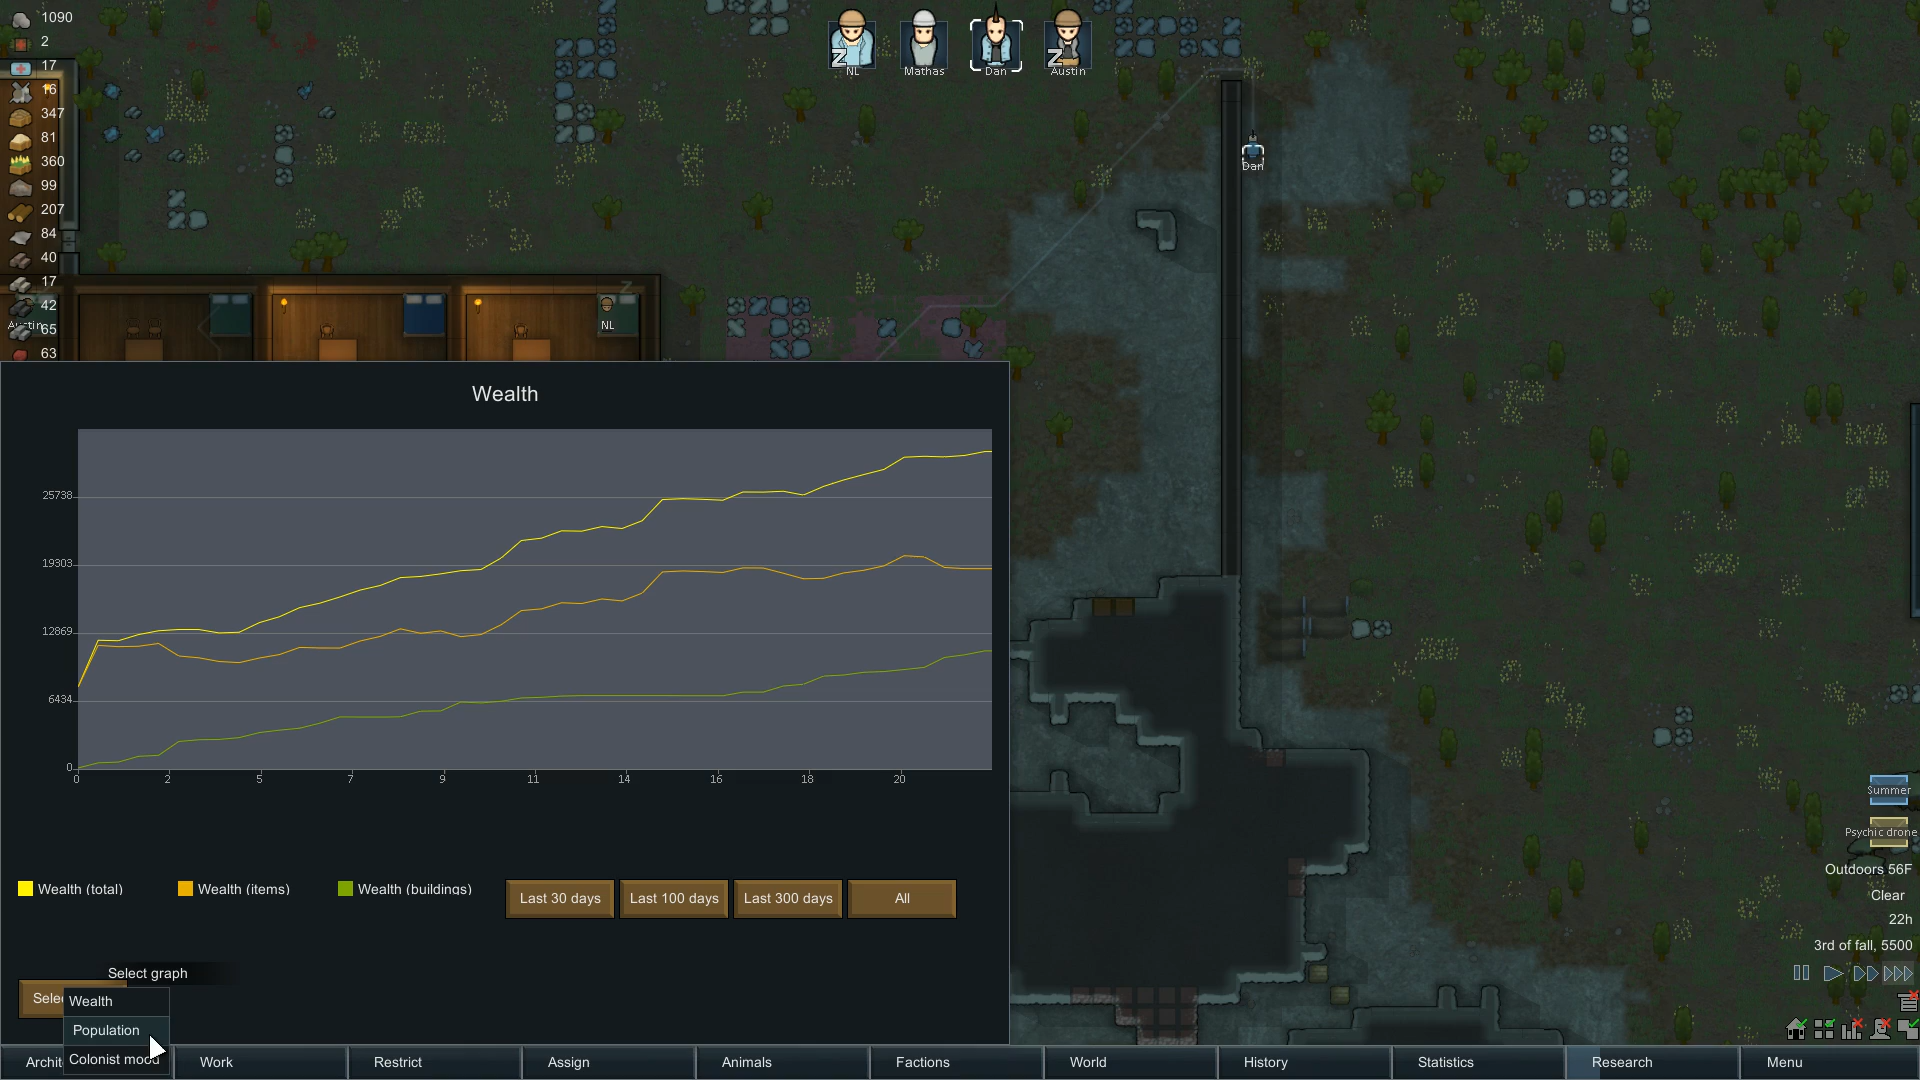 1090
2
17
16
347
81
360
99
207
84
40
17
42
65
63
NL
Mathas
Dan
Austin
Dan
NL
Wealth
25738
19303
12869
6434
0
0 2 5 7 9 11 14 16 18 20
Wealth (total)
Wealth (items)
Wealth (buildings)
Last 30 days
Last 100 days
Last 300 days
All
Select graph
Wealth
Population
Colonist mood
Summer
Psychic drone
Outdoors 56F
Clear
22h
3rd of fall, 5500
Work
Restrict
Assign
Animals
Factions
World
History
Statistics
Research
Menu